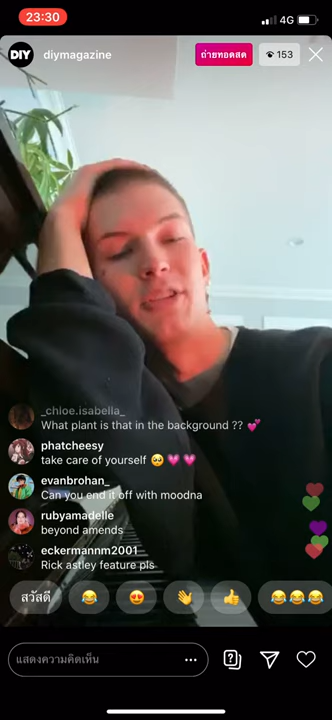 23:30
4G
DIY diymagazine ถ่ายทอดสด 153
_chloe.isabella_
What plant is that in the background ?? 💕
phatcheesy
take care of yourself 🥺💗💗
evanbrohan_
Can you end it off with moodna
rubyamadelle
beyond amends
eckermannm2001
Rick astley feature pls
สวัสดี 😂 😍 👋 👍 😂😂😂
แสดงความคิดเห็น